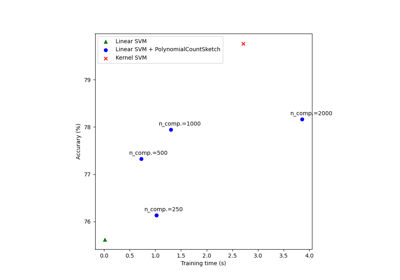 Linear SVM
Linear SVM + PolynomialCountSketch
Kernel SVM
n_comp.=2000
n_comp.=1000
n_comp.=500
n_comp.=250
79
78
77
76
Accurary (%)
0.0 0.5 1.0 1.5 2.0 2.5 3.0 3.5 4.0
Training time (s)